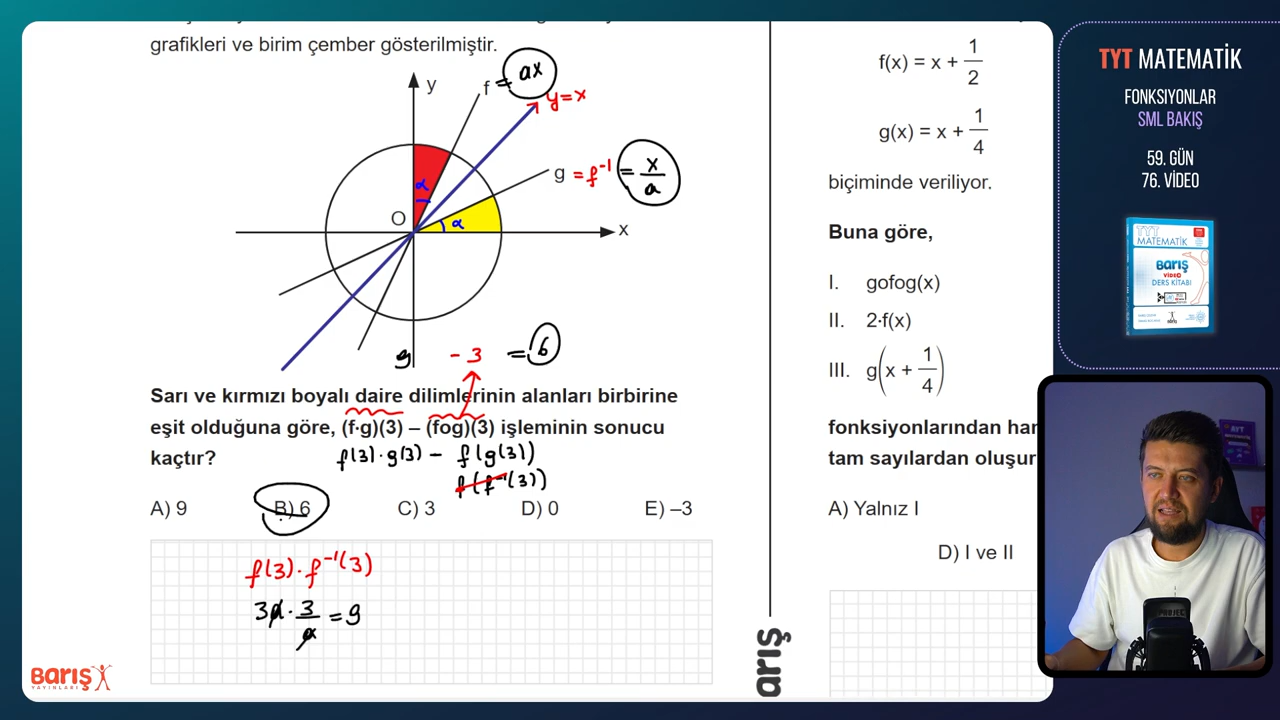 grafikleri ve birim çember gösterilmiştir.
y
f = ax
y=x
α
g = f⁻¹ = x/a
O
α
x
9 - 3 = 6
Sarı ve kırmızı boyalı daire dilimlerinin alanları birbirine
eşit olduğuna göre, (f·g)(3) – (fog)(3) işleminin sonucu
kaçtır?
f(3)·g(3) - f(g(3))
f(f⁻¹(3))
A) 9 B) 6 C) 3 D) 0 E) –3
f(3)·f⁻¹(3)
3a · 3/a = 9
BARIŞ
YAYINLARI
arış
f(x) = x + 1/2
g(x) = x + 1/4
biçiminde veriliyor.
Buna göre,
I. gofog(x)
II. 2·f(x)
III. g(x + 1/4)
fonksiyonlarından
tam sayılardan oluşur
A) Yalnız I
D) I ve II
TYT MATEMATİK
FONKSIYONLAR
SML BAKIŞ
59. GÜN
76. VİDEO
TYT
MATEMATİK
BARIŞ
VİDEO
DERS KİTABI